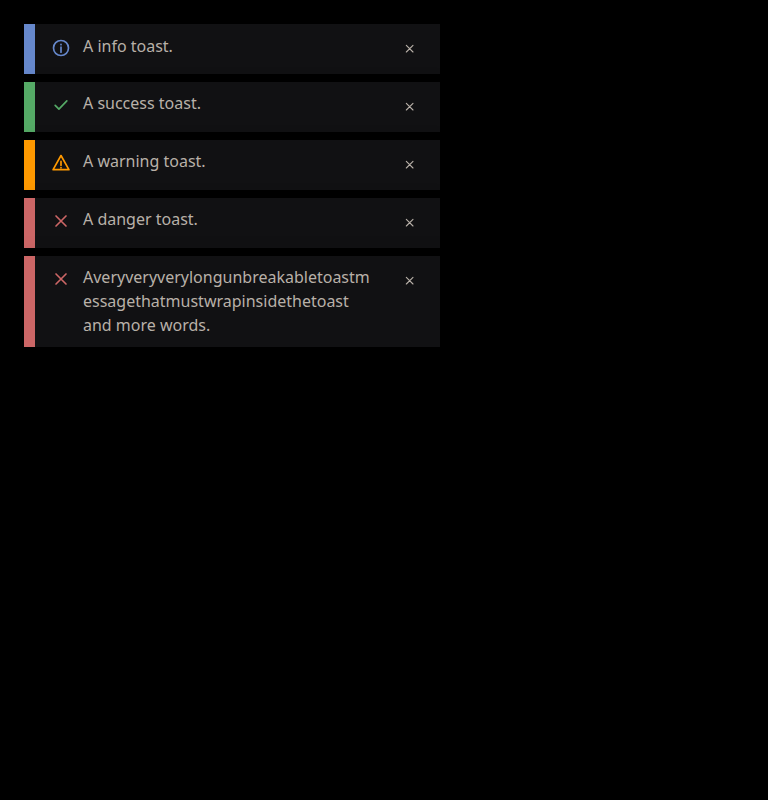 A info toast.
A success toast.
A warning toast.
A danger toast.
Averyveryverylongunbreakabletoastm
essagethatmustwrapinsidethetoast
and more words.